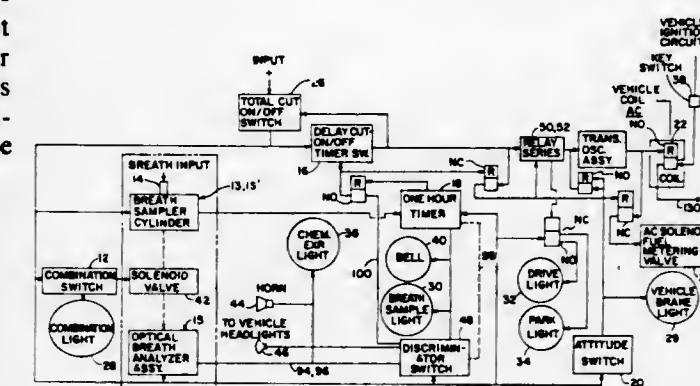 t
r
s
-
e
INPUT
+
TOTAL CUT
ON/OFF
SWITCH
26
DELAY CUT
ON/OFF
TIMER SW.
16
BREATH INPUT
14
13,15'
BREATH
SAMPLER
CYLINDER
12
COMBINATION
SWITCH
SOLENOID
VALVE
42
COMBINATION
LIGHT
28
15
OPTICAL
BREATH
ANALYZER
ASSY.
CHEM.
EXP.
LIGHT
36
HORN
44
TO VEHICLE
HEADLIGHTS
46
94,96
R
NO
100
18
ONE HOUR
TIMER
40
BELL
30
BREATH
SAMPLE
LIGHT
98
48
DISCRIMIN-
ATOR
SWITCH
NC
R
50,52
RELAY
SERIES
TRANS.
OSC.
ASSY.
R
NO
NC
NO
R
NC
32
DRIVE
LIGHT
PARK
LIGHT
34
ATTITUDE
SWITCH
20
VEHICLE
IGNITION
CIRCUIT
KEY
SWITCH
38
VEHICLE
COIL
AC
NO
22
R
COIL
130
AC SOLENO
FUEL
METERING
VALVE
VEHICLE
BRAKE
LIGHT
29